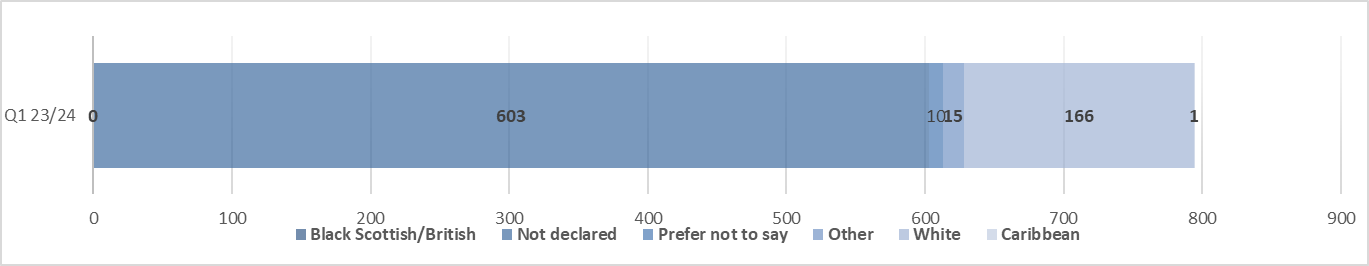 Q1 23/24 0 603 10 15 166 1
0 100 200 300 400 500 600 700 800 900
Black Scottish/British Not declared Prefer not to say Other White Caribbean